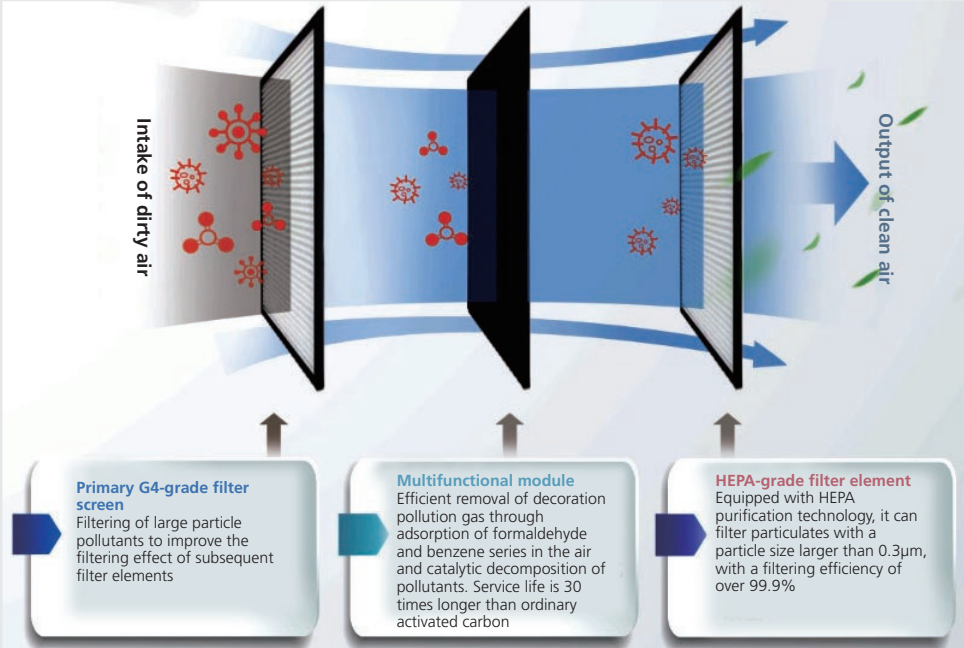 Intake of dirty air
Output of clean air
Primary G4-grade filter
screen
Filtering of large particle
pollutants to improve the
filtering effect of subsequent
filter elements
Multifunctional module
Efficient removal of decoration
pollution gas through
adsorption of formaldehyde
and benzene series in the air
and catalytic decomposition of
pollutants. Service life is 30
times longer than ordinary
activated carbon
HEPA-grade filter element
Equipped with HEPA
purification technology, it can
filter particulates with a
particle size larger than 0.3μm,
with a filtering efficiency of
over 99.9%